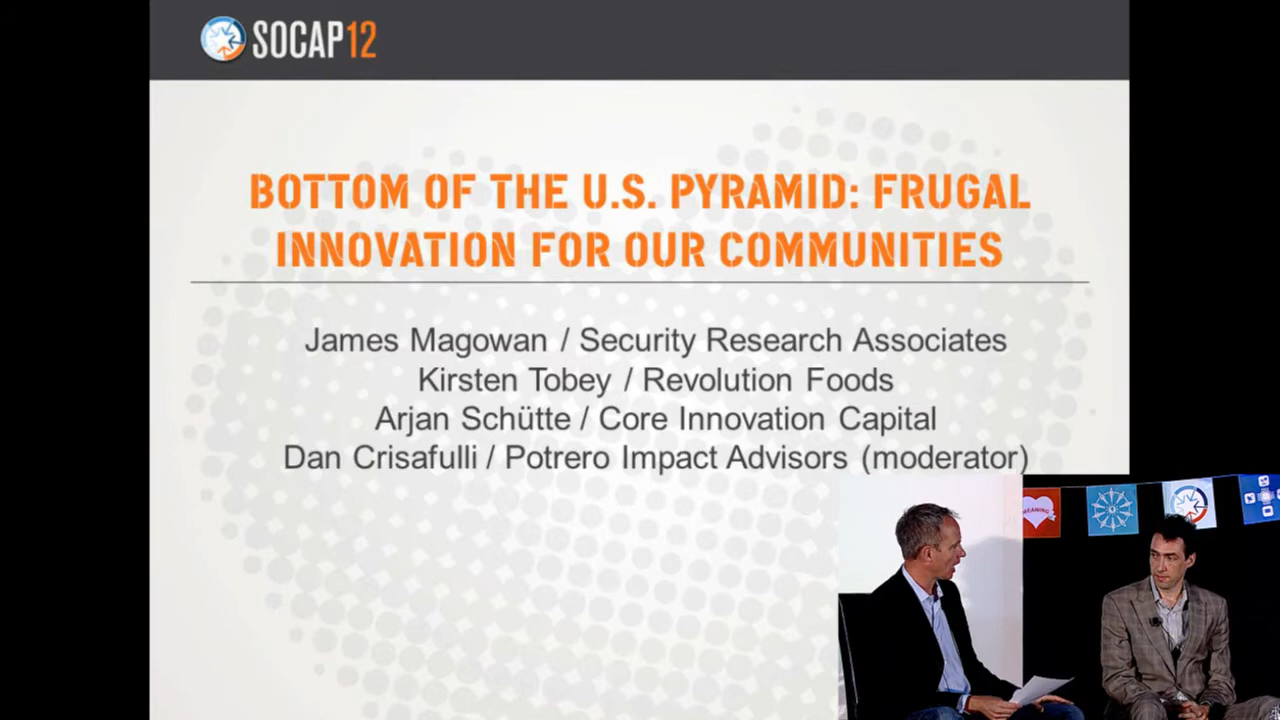 SOCAP12
BOTTOM OF THE U.S. PYRAMID: FRUGAL
INNOVATION FOR OUR COMMUNITIES
James Magowan / Security Research Associates
Kirsten Tobey / Revolution Foods
Arjan Schütte / Core Innovation Capital
Dan Crisafulli / Potrero Impact Advisors (moderator)
MEANING